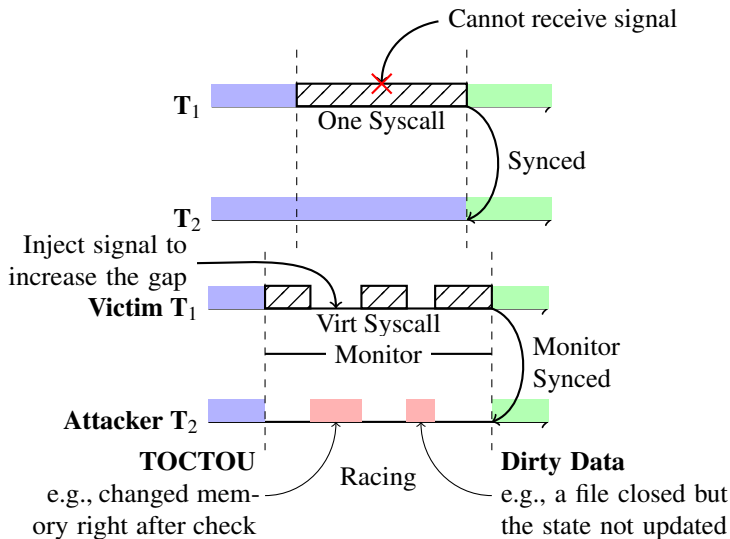 Cannot receive signal
T1
One Syscall
Synced
T2
Inject signal to
increase the gap
Victim T1
Virt Syscall
Monitor
Monitor
Synced
Attacker T2
TOCTOU
e.g., changed mem-
ory right after check
Racing
Dirty Data
e.g., a file closed but
the state not updated